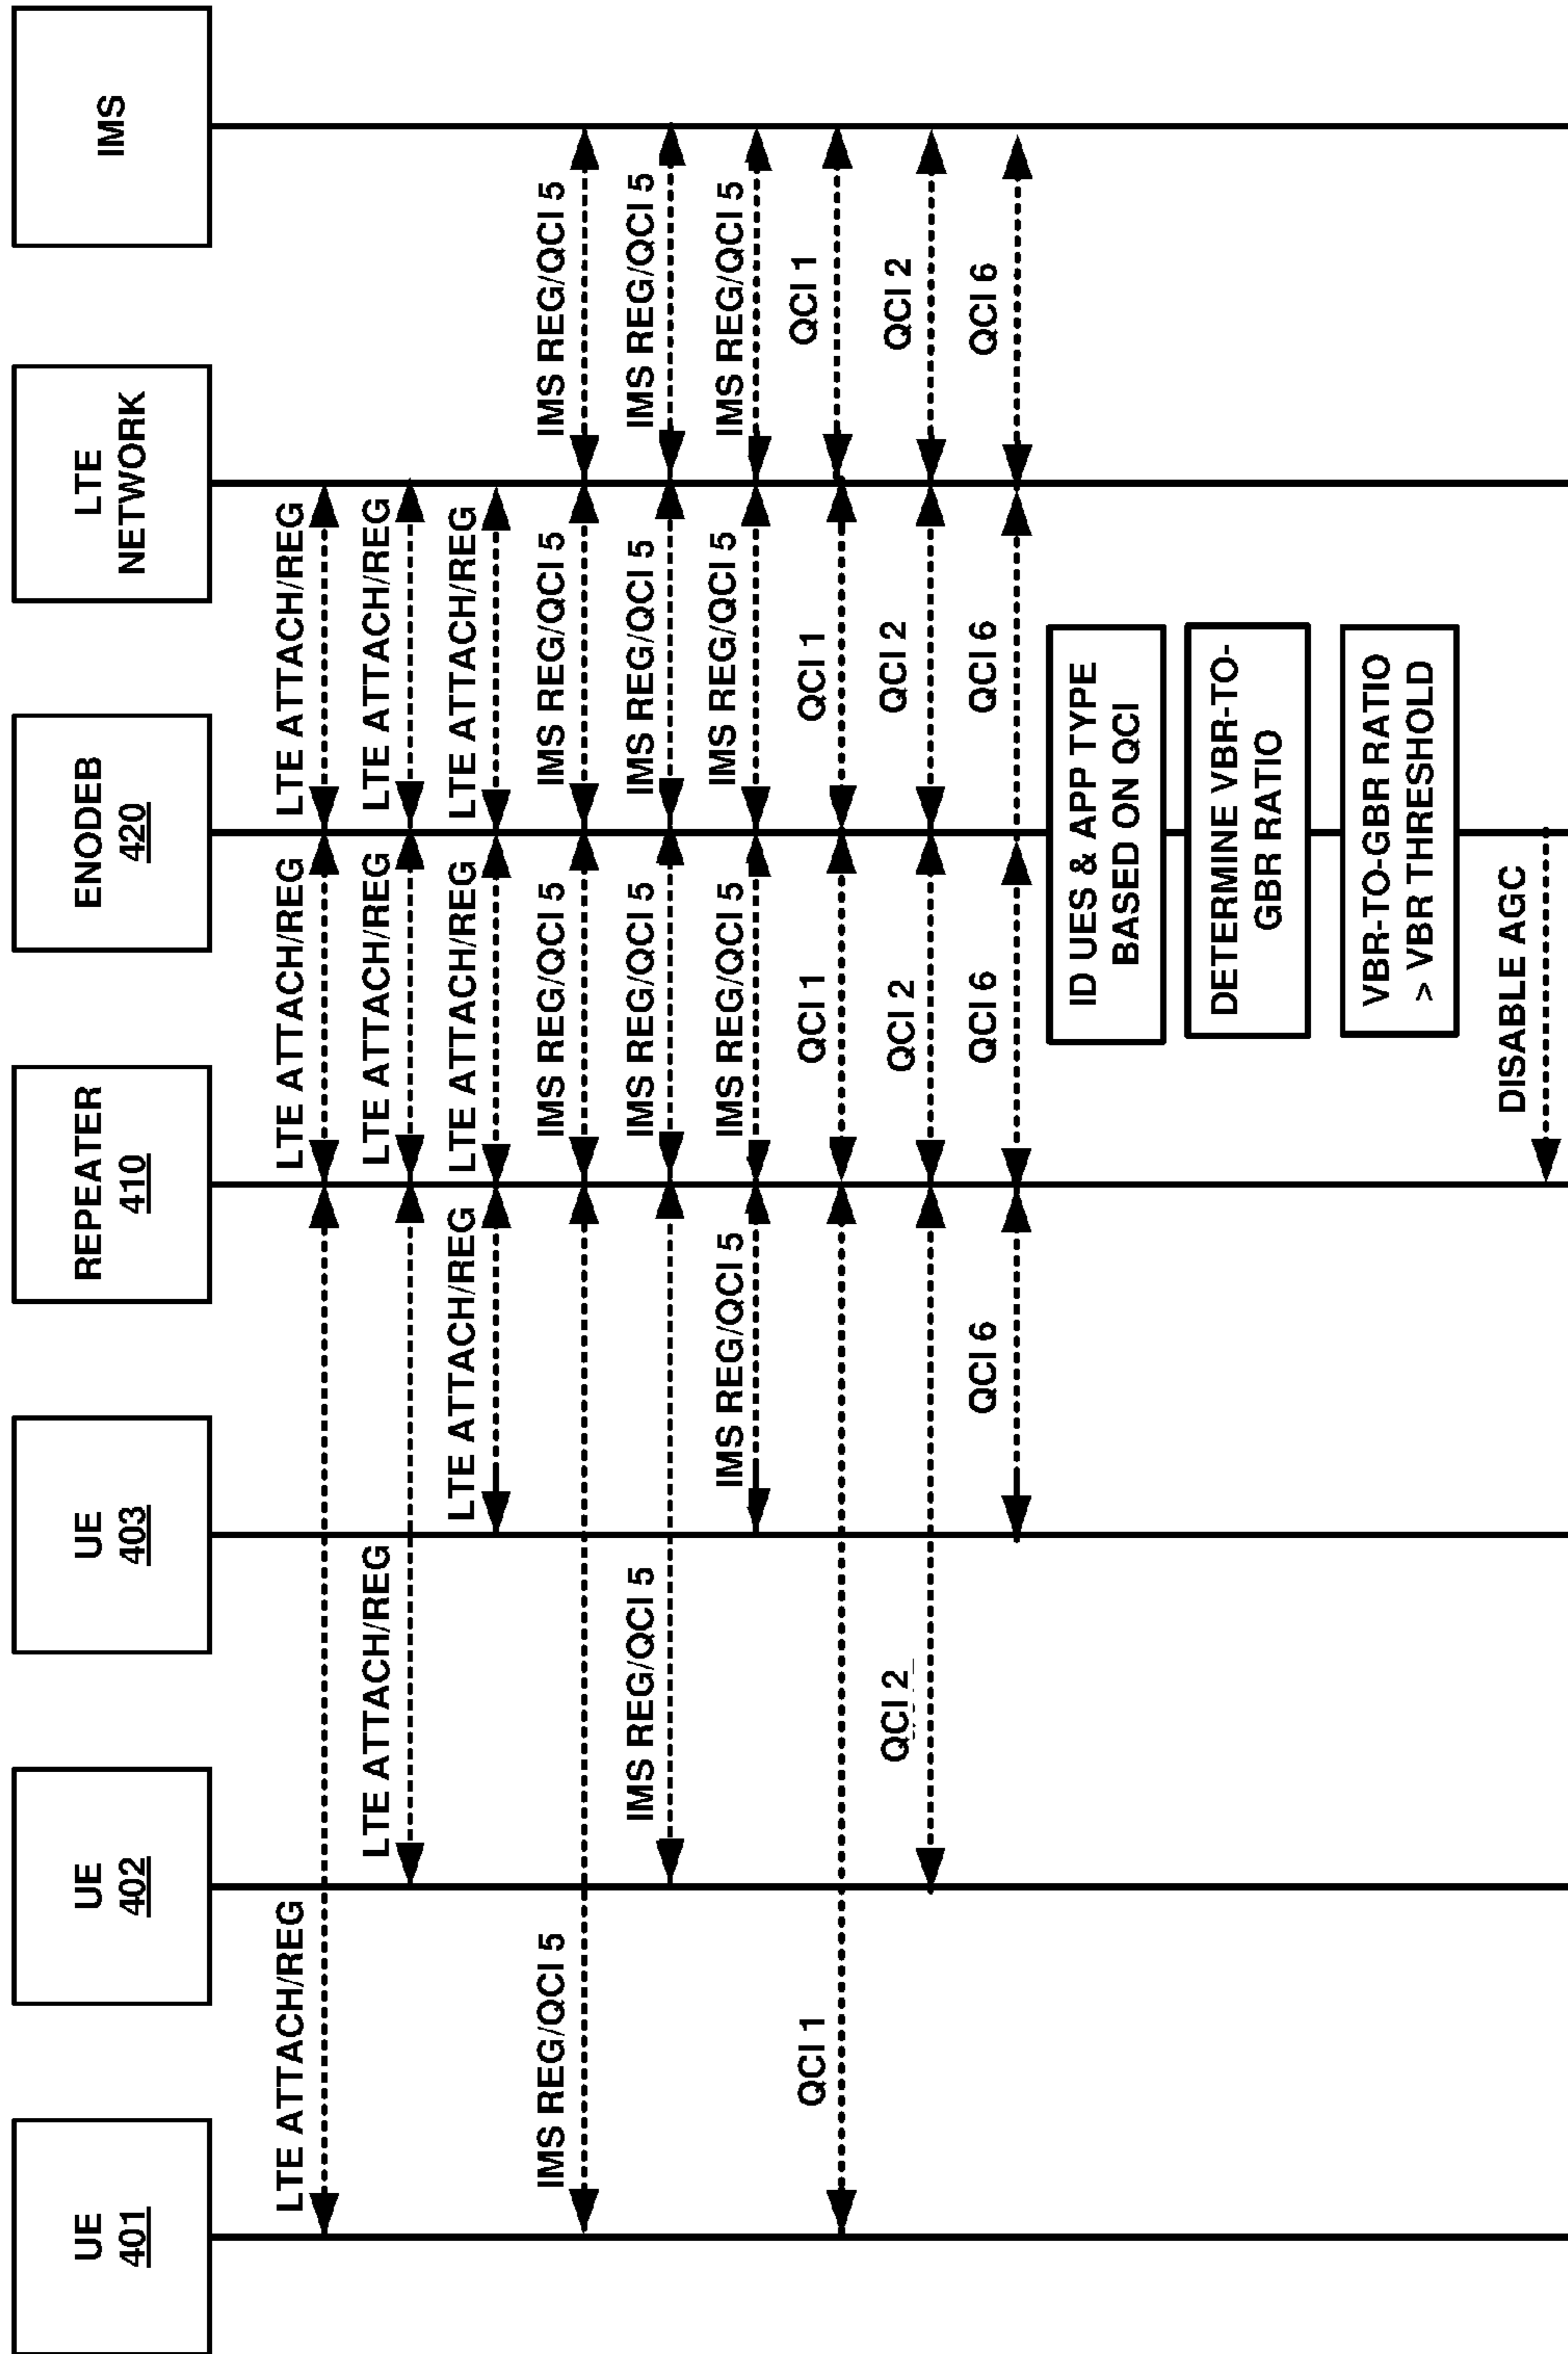 UE
401
UE
402
UE
403
REPEATER
410
ENODEB
420
LTE
NETWORK
IMS
LTE ATTACH/REG
LTE ATTACH/REG
LTE ATTACH/REG
LTE ATTACH/REG
LTE ATTACH/REG
LTE ATTACH/REG
LTE ATTACH/REG
LTE ATTACH/REG
LTE ATTACH/REG
IMS REG/QCI 5
IMS REG/QCI 5
IMS REG/QCI 5
IMS REG/QCI 5
IMS REG/QCI 5
IMS REG/QCI 5
IMS REG/QCI 5
IMS REG/QCI 5
IMS REG/QCI 5
IMS REG/QCI 5
IMS REG/QCI 5
IMS REG/QCI 5
QCI 1
QCI 1
QCI 1
QCI 1
QCI 2
QCI 2
QCI 2
QCI 2
QCI 6
QCI 6
QCI 6
QCI 6
ID UES & APP TYPE
BASED ON QCI
DETERMINE VBR-TO-
GBR RATIO
VBR-TO-GBR RATIO
> VBR THRESHOLD
DISABLE AGC